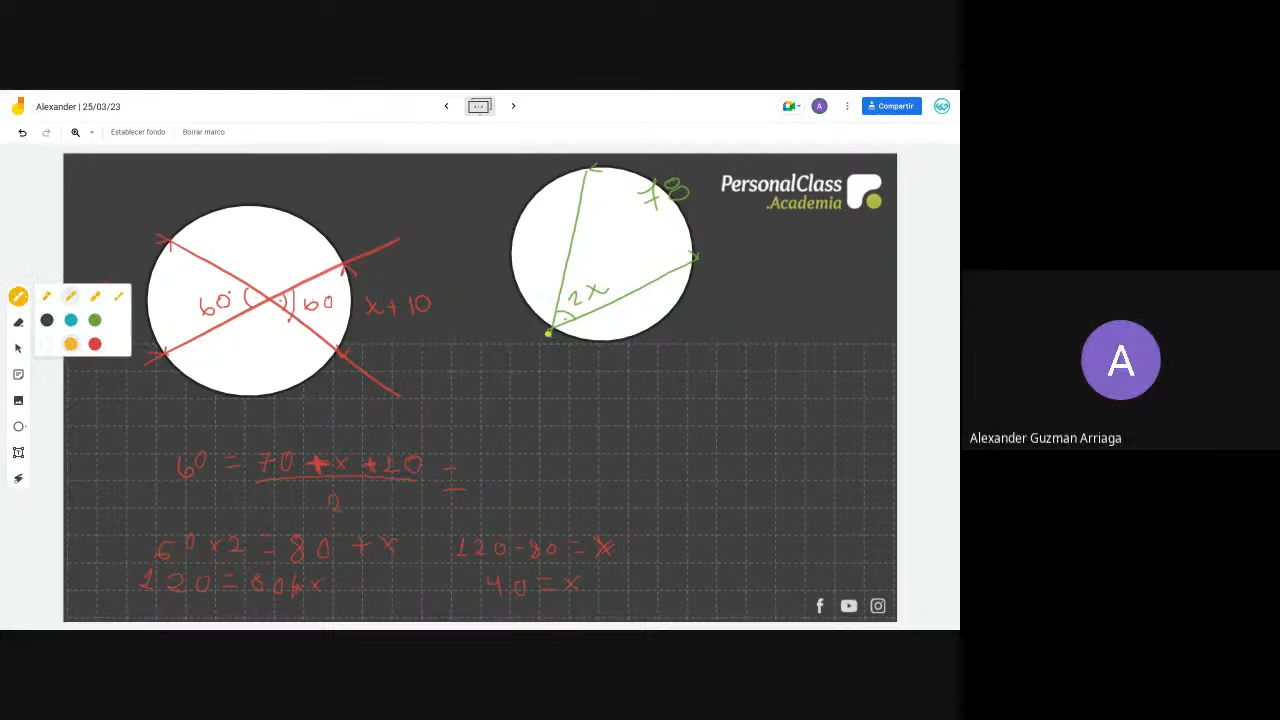 Alexander | 25/03/23
A
Compartir
Establecer fondo
Borrar marco
PersonalClass
.Academia
78
2x
60°
60
x + 10
60 = 70 + x + 10
2
60 x 2 = 80 + x
120 - 80 = x
120 = 80 + x
40 = x
A
Alexander Guzman Arriaga